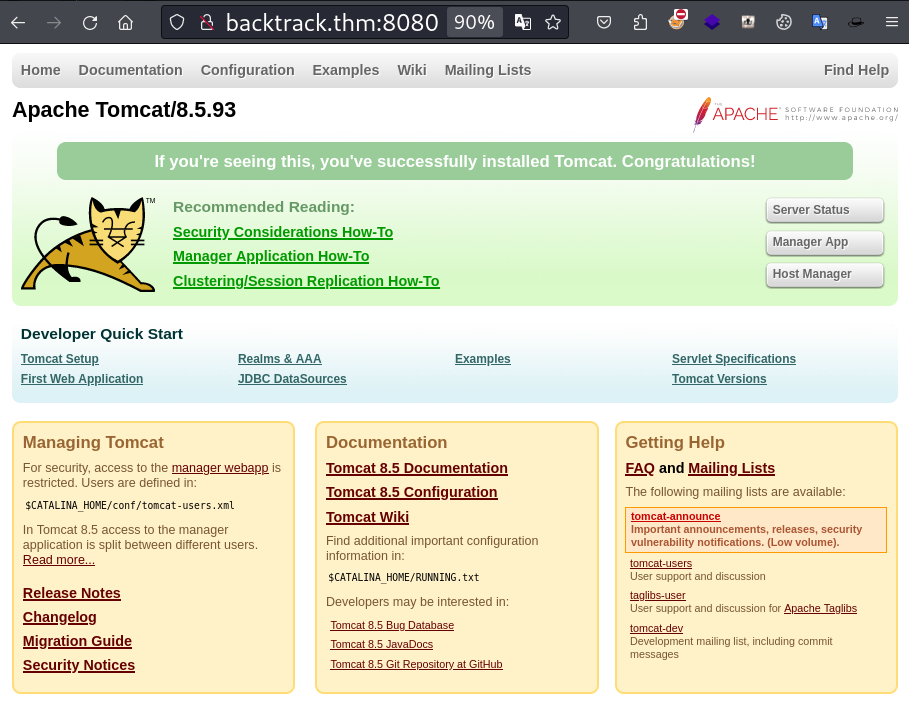 backtrack.thm:8080 90%
Home Documentation Configuration Examples Wiki Mailing Lists Find Help
Apache Tomcat/8.5.93
THE APACHE® SOFTWARE FOUNDATION
http://www.apache.org/
If you're seeing this, you've successfully installed Tomcat. Congratulations!
TM
Recommended Reading:
Security Considerations How-To
Manager Application How-To
Clustering/Session Replication How-To
Server Status
Manager App
Host Manager
Developer Quick Start
Tomcat Setup
First Web Application
Realms & AAA
JDBC DataSources
Examples
Servlet Specifications
Tomcat Versions
Managing Tomcat
For security, access to the manager webapp is
restricted. Users are defined in:
$CATALINA_HOME/conf/tomcat-users.xml
In Tomcat 8.5 access to the manager
application is split between different users.
Read more...
Release Notes
Changelog
Migration Guide
Security Notices
Documentation
Tomcat 8.5 Documentation
Tomcat 8.5 Configuration
Tomcat Wiki
Find additional important configuration
information in:
$CATALINA_HOME/RUNNING.txt
Developers may be interested in:
Tomcat 8.5 Bug Database
Tomcat 8.5 JavaDocs
Tomcat 8.5 Git Repository at GitHub
Getting Help
FAQ and Mailing Lists
The following mailing lists are available:
tomcat-announce
Important announcements, releases, security
vulnerability notifications. (Low volume).
tomcat-users
User support and discussion
taglibs-user
User support and discussion for Apache Taglibs
tomcat-dev
Development mailing list, including commit
messages